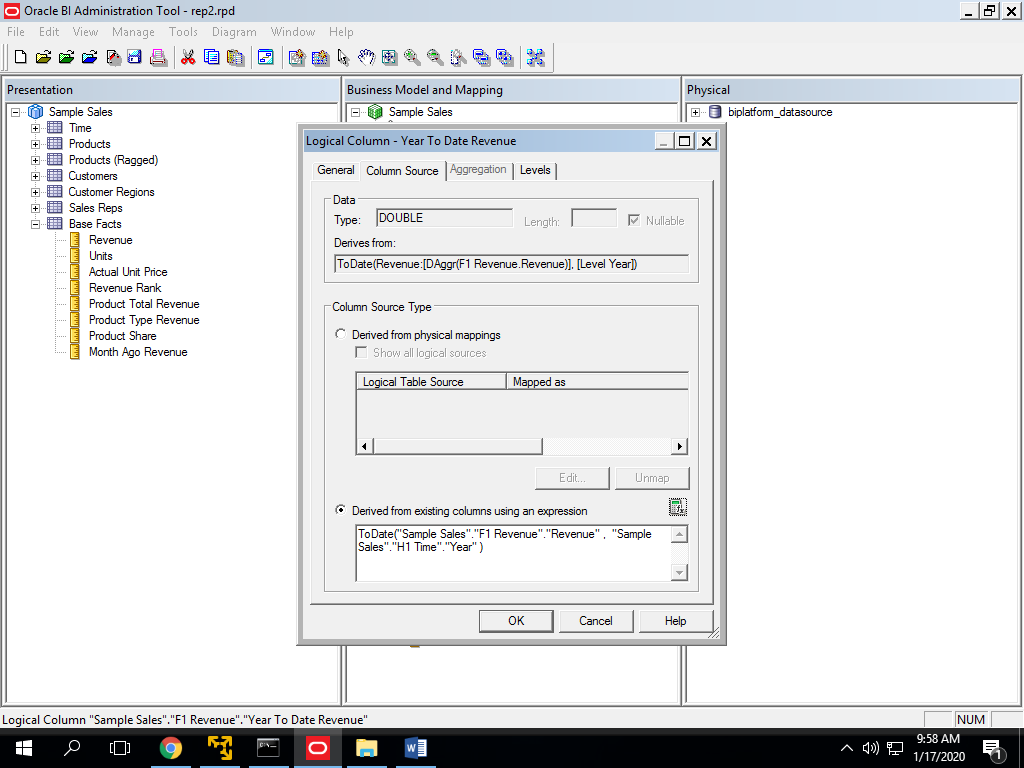 Oracle BI Administration Tool - rep2.rpd
File Edit View Manage Tools Diagram Window Help
Presentation
Business Model and Mapping
Physical
Sample Sales
Time
Products
Products (Ragged)
Customers
Customer Regions
Sales Reps
Base Facts
Revenue
Units
Actual Unit Price
Revenue Rank
Product Total Revenue
Product Type Revenue
Product Share
Month Ago Revenue
Sample Sales
biplatform_datasource
Logical Column - Year To Date Revenue
General Column Source Aggregation Levels
Data
Type: DOUBLE Length: Nullable
Derives from:
ToDate(Revenue:[DAggr(F1 Revenue.Revenue)], [Level Year])
Column Source Type
Derived from physical mappings
Show all logical sources
Logical Table Source Mapped as
Edit... Unmap
Derived from existing columns using an expression
ToDate("Sample Sales"."F1 Revenue"."Revenue" , "Sample
Sales"."H1 Time"."Year" )
OK Cancel Help
Logical Column "Sample Sales"."F1 Revenue"."Year To Date Revenue"
NUM
9:58 AM
1/17/2020
1